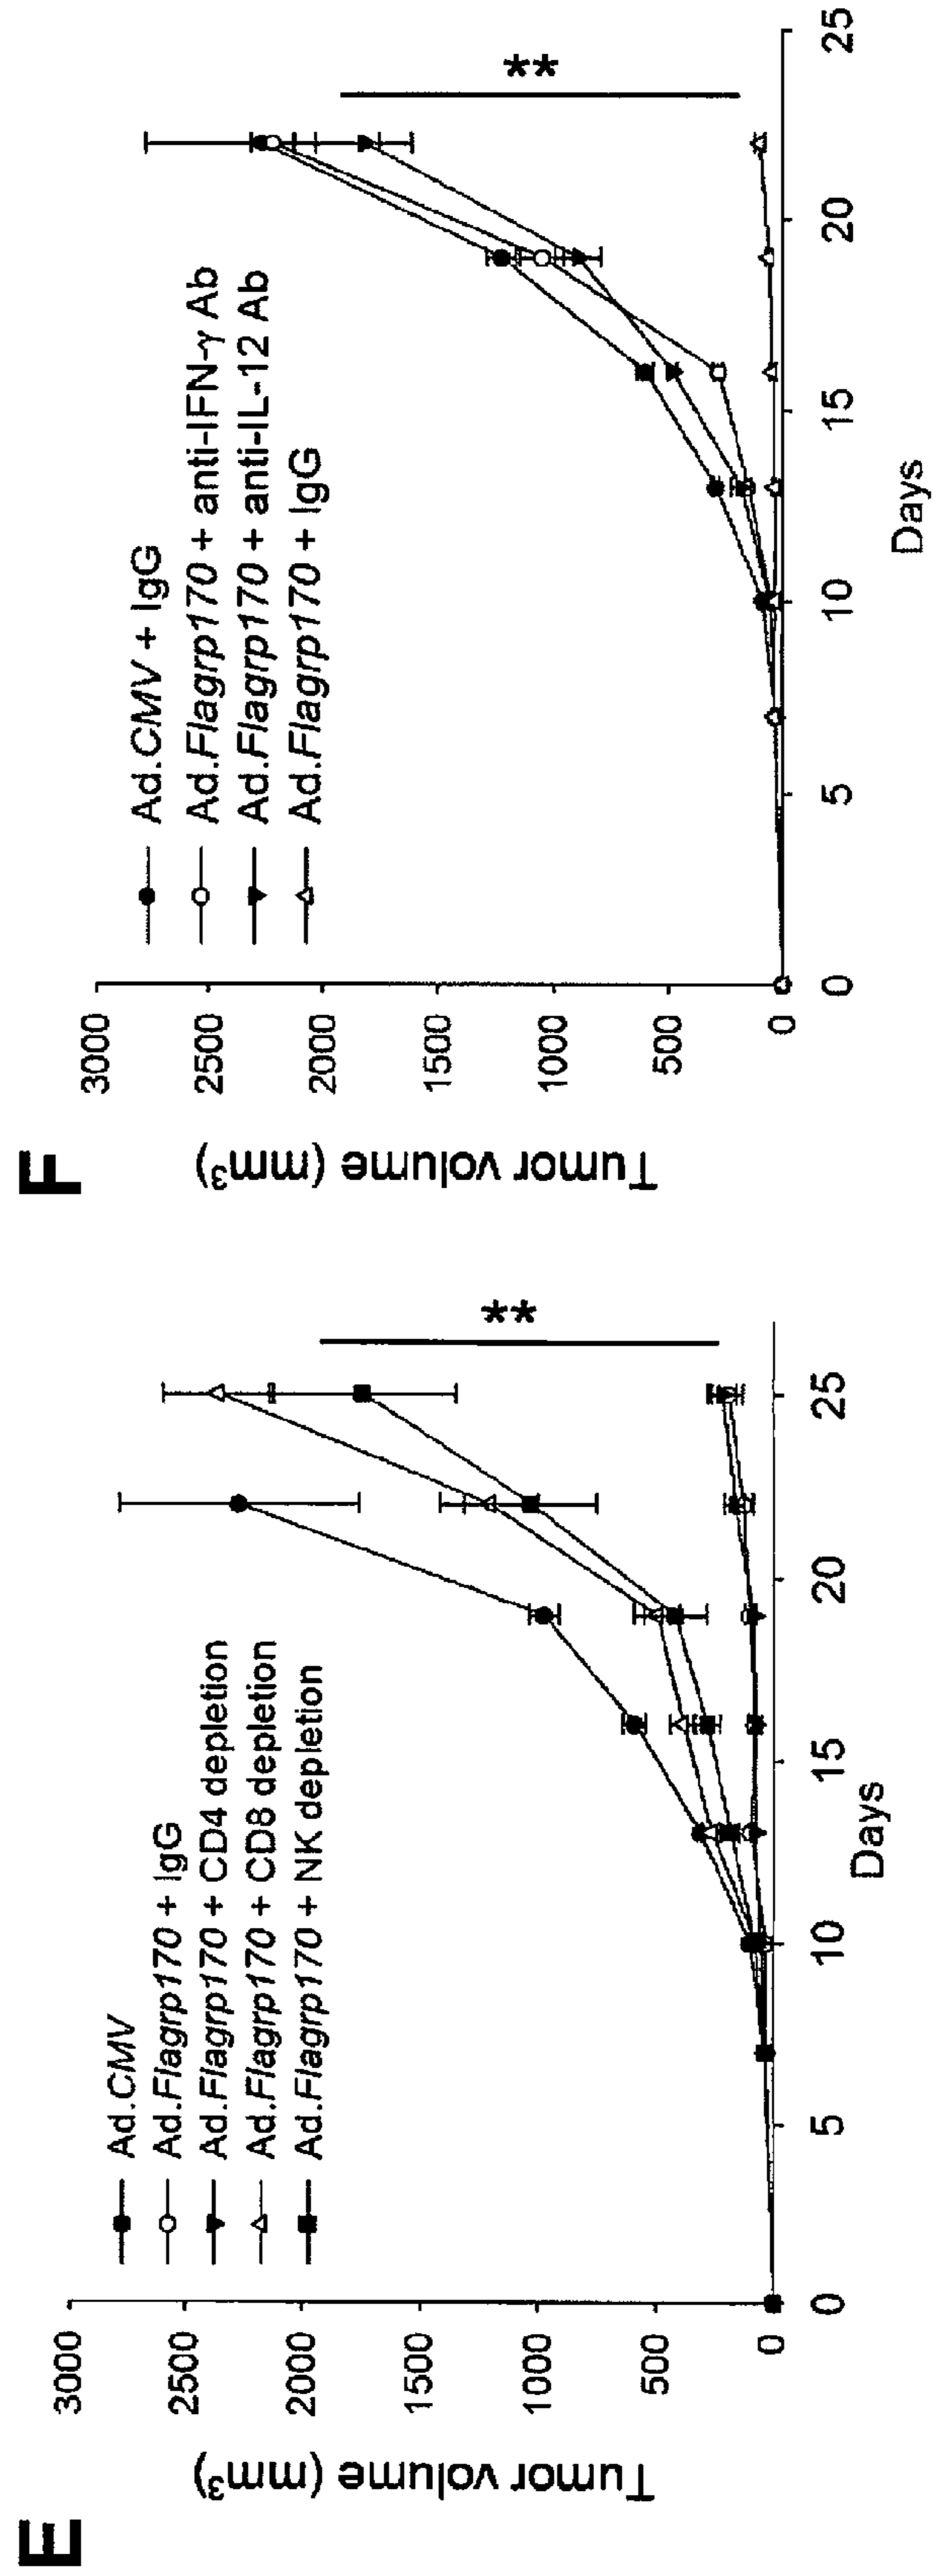 E
Tumor volume (mm³)
3000
2500
2000
1500
1000
500
0
Ad.CMV
Ad.Flagrp170 + IgG
Ad.Flagrp170 + CD4 depletion
Ad.Flagrp170 + CD8 depletion
Ad.Flagrp170 + NK depletion
**
0 5 10 15 20 25
Days
F
Tumor volume (mm³)
3000
2500
2000
1500
1000
500
0
Ad.CMV + IgG
Ad.Flagrp170 + anti-IFN-γ Ab
Ad.Flagrp170 + anti-IL-12 Ab
Ad.Flagrp170 + IgG
**
0 5 10 15 20 25
Days